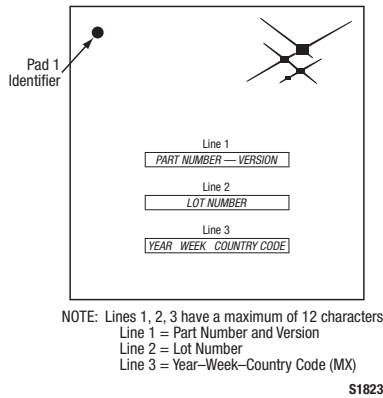 Pad 1
Identifier
Line 1
PART NUMBER — VERSION
Line 2
LOT NUMBER
Line 3
YEAR WEEK COUNTRY CODE
NOTE: Lines 1, 2, 3 have a maximum of 12 characters
Line 1 = Part Number and Version
Line 2 = Lot Number
Line 3 = Year–Week–Country Code (MX)
S1823